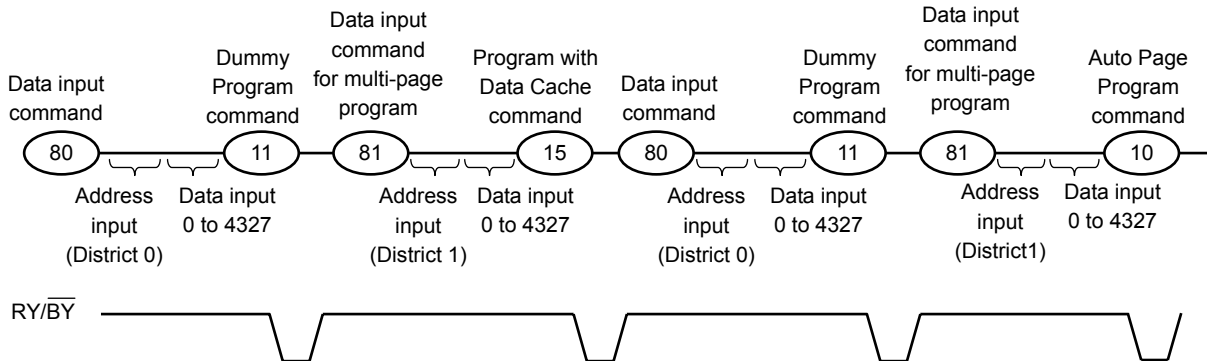 Data input
command
Dummy
Program
command
Data input
command
for multi-page
program
Program with
Data Cache
command
Data input
command
Dummy
Program
command
Data input
command
for multi-page
program
Auto Page
Program
command
80
11
81
15
80
11
81
10
Address
input
(District 0)
Data input
0 to 4327
Address
input
(District 1)
Data input
0 to 4327
Address
input
(District 0)
Data input
0 to 4327
Address
input
(District1)
Data input
0 to 4327
RY/B̅Y̅